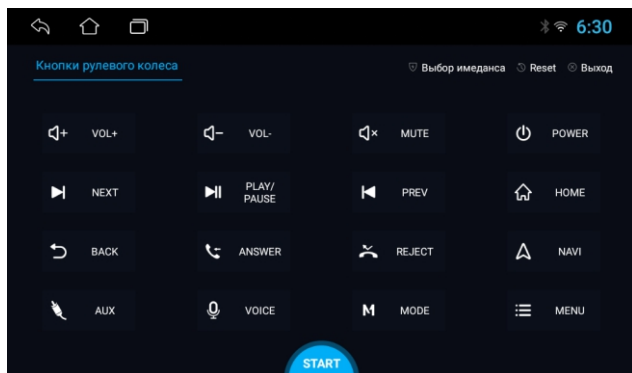 6:30
Кнопки рулевого колеса
Выбор имеданса Reset Выход
VOL+ VOL- MUTE POWER
NEXT PLAY/ PREV HOME
PAUSE
BACK ANSWER REJECT NAVI
AUX VOICE M MODE MENU
START